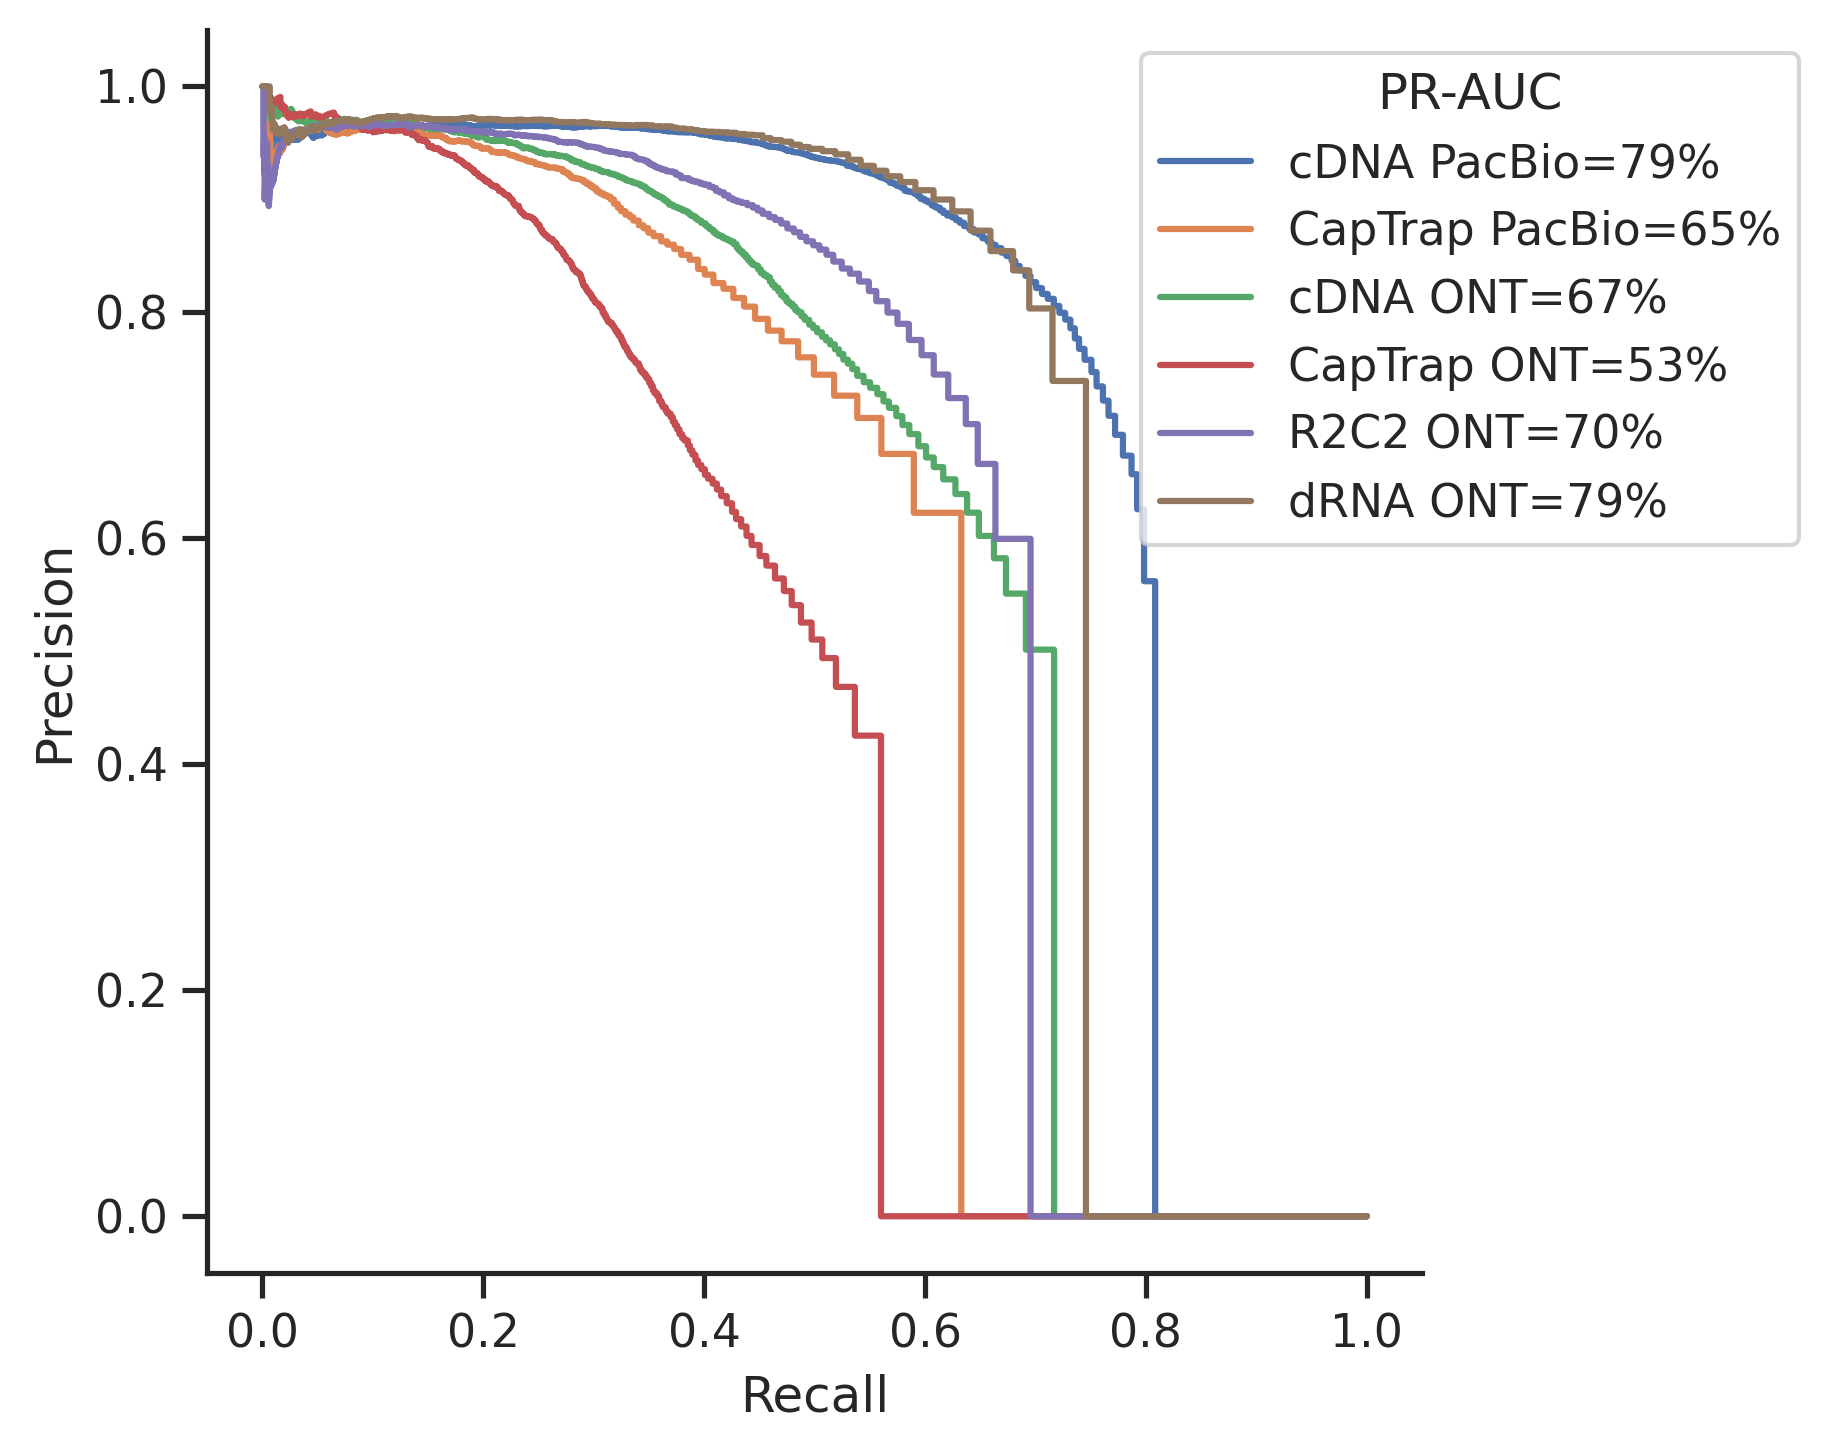 PR-AUC
cDNA PacBio=79%
CapTrap PacBio=65%
cDNA ONT=67%
CapTrap ONT=53%
R2C2 ONT=70%
dRNA ONT=79%
Precision
1.0
0.8
0.6
0.4
0.2
0.0
0.0 0.2 0.4 0.6 0.8 1.0
Recall